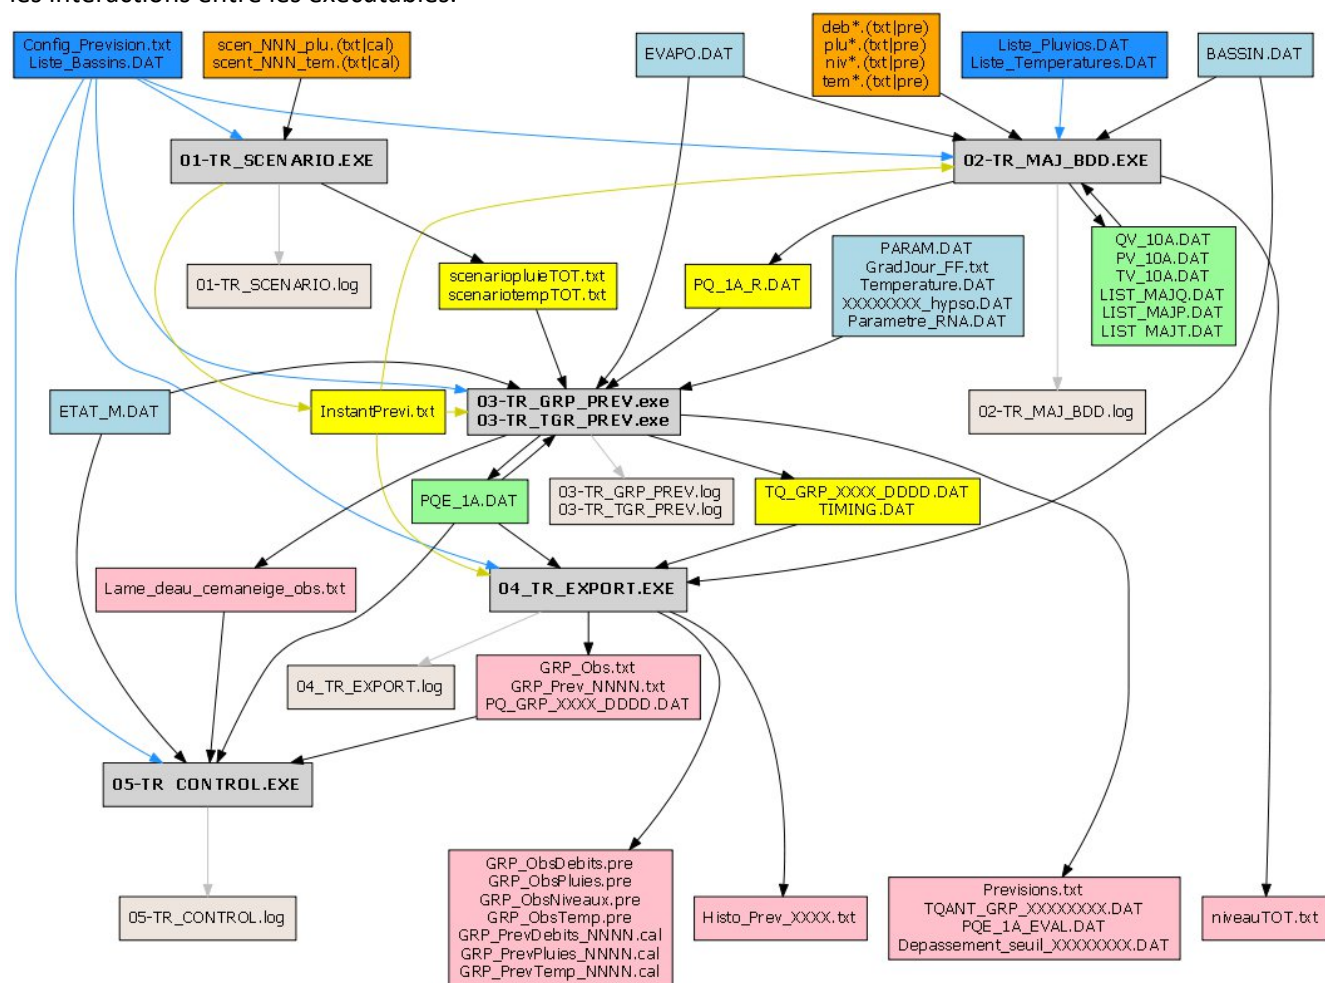 les interactions entre les exécutables.
Config_Prevision.txt
Liste_Bassins.DAT
scen_NNN_plu.(txt|cal)
scent_NNN_tem.(txt|cal)
EVAPO.DAT
deb*.(txt|pre)
plu*.(txt|pre)
niv*.(txt|pre)
tem*.(txt|pre)
Liste_Pluvios.DAT
Liste_Temperatures.DAT
BASSIN.DAT
01-TR_SCENARIO.EXE
02-TR_MAJ_BDD.EXE
01-TR_SCENARIO.log
scenariopluieTOT.txt
scenariotempTOT.txt
PQ_1A_R.DAT
PARAM.DAT
GradJour_FF.txt
Temperature.DAT
XXXXXXXX_hypso.DAT
Parametre_RNA.DAT
QV_10A.DAT
PV_10A.DAT
TV_10A.DAT
LIST_MAJQ.DAT
LIST_MAJP.DAT
LIST_MAJT.DAT
ETAT_M.DAT
InstantPrevi.txt
03-TR_GRP_PREV.exe
03-TR_TGR_PREV.exe
02-TR_MAJ_BDD.log
PQE_1A.DAT
03-TR_GRP_PREV.log
03-TR_TGR_PREV.log
TQ_GRP_XXXX_DDDD.DAT
TIMING.DAT
Lame_deau_cemaneige_obs.txt
04_TR_EXPORT.EXE
04_TR_EXPORT.log
GRP_Obs.txt
GRP_Prev_NNNN.txt
PQ_GRP_XXXX_DDDD.DAT
05-TR_CONTROL.EXE
05-TR_CONTROL.log
GRP_ObsDebits.pre
GRP_ObsPluies.pre
GRP_ObsNiveaux.pre
GRP_ObsTemp.pre
GRP_PrevDebits_NNNN.cal
GRP_PrevPluies_NNNN.cal
GRP_PrevTemp_NNNN.cal
Histo_Prev_XXXX.txt
Previsions.txt
TQANT_GRP_XXXXXXXX.DAT
PQE_1A_EVAL.DAT
Depassement_seuil_XXXXXXXX.DAT
niveauTOT.txt